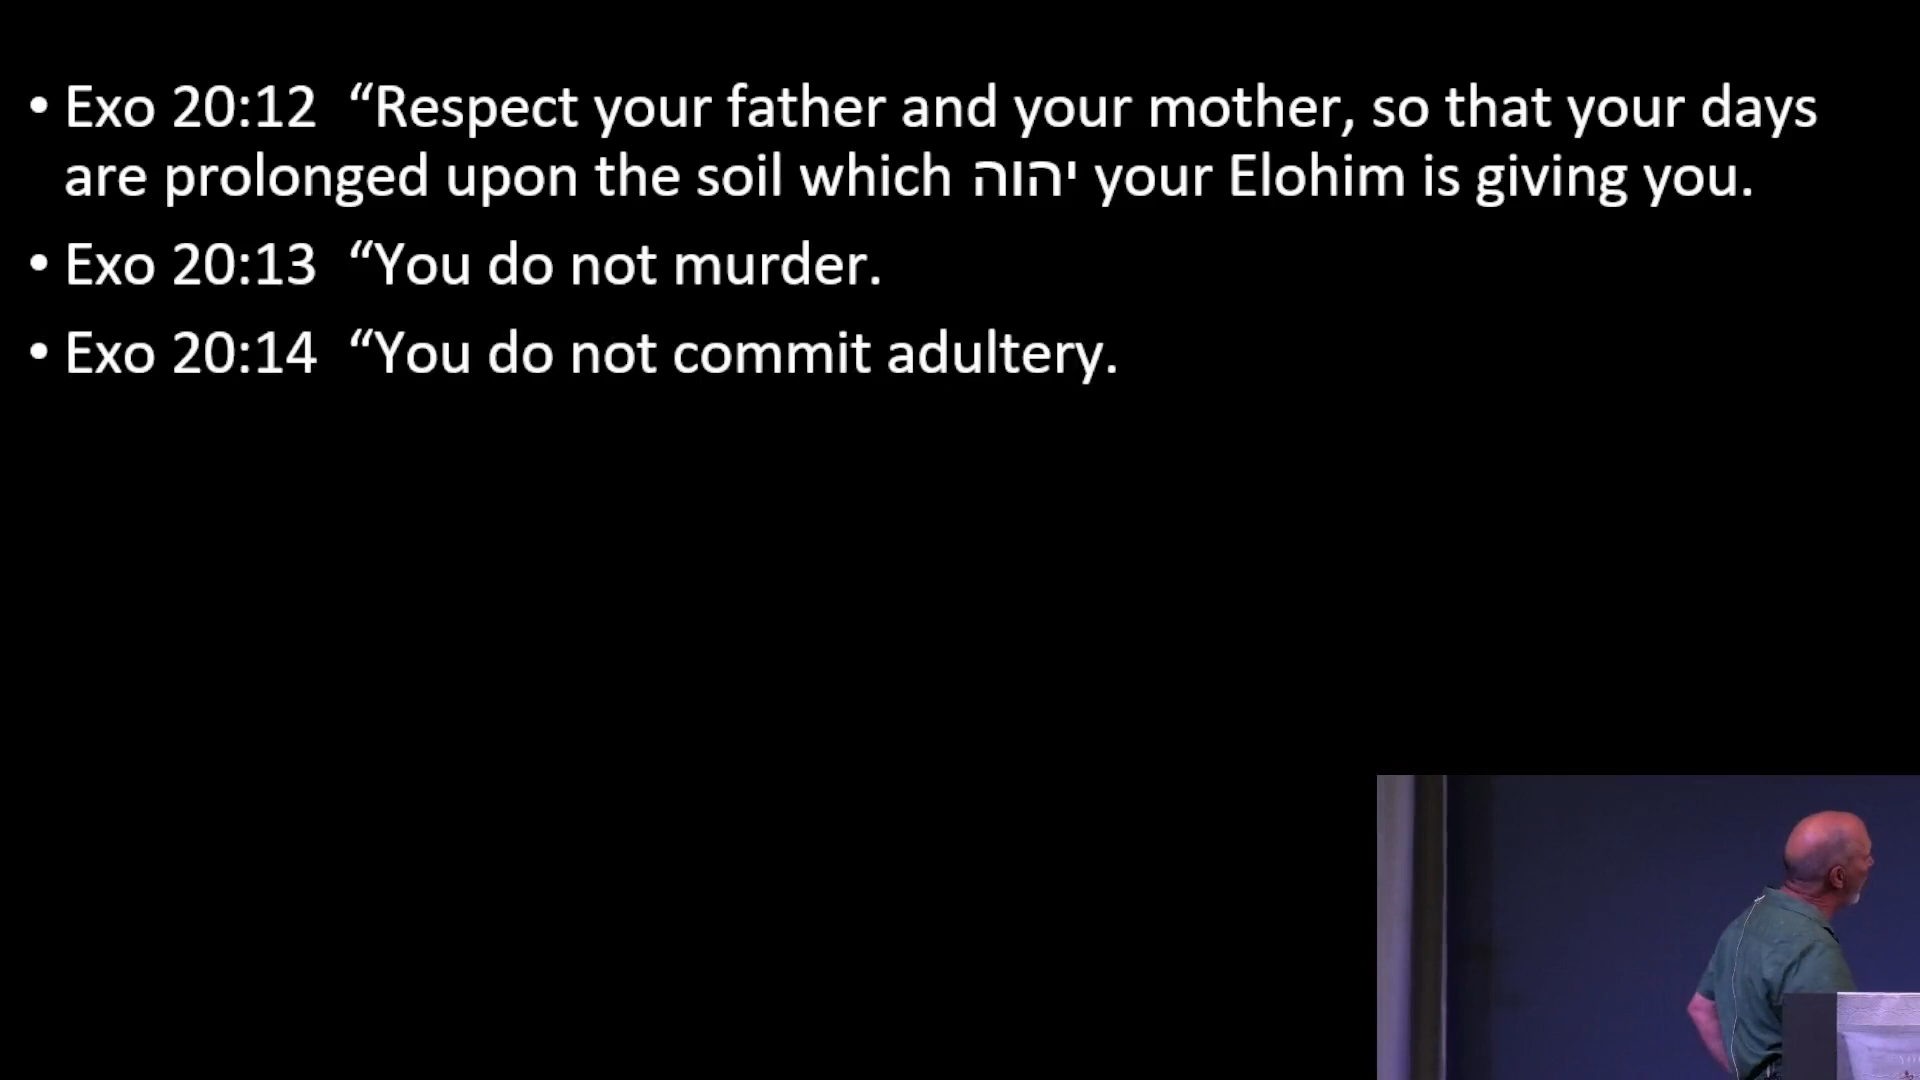 • Exo 20:12 “Respect your father and your mother, so that your days
are prolonged upon the soil which יהוה your Elohim is giving you.
• Exo 20:13 “You do not murder.
• Exo 20:14 “You do not commit adultery.